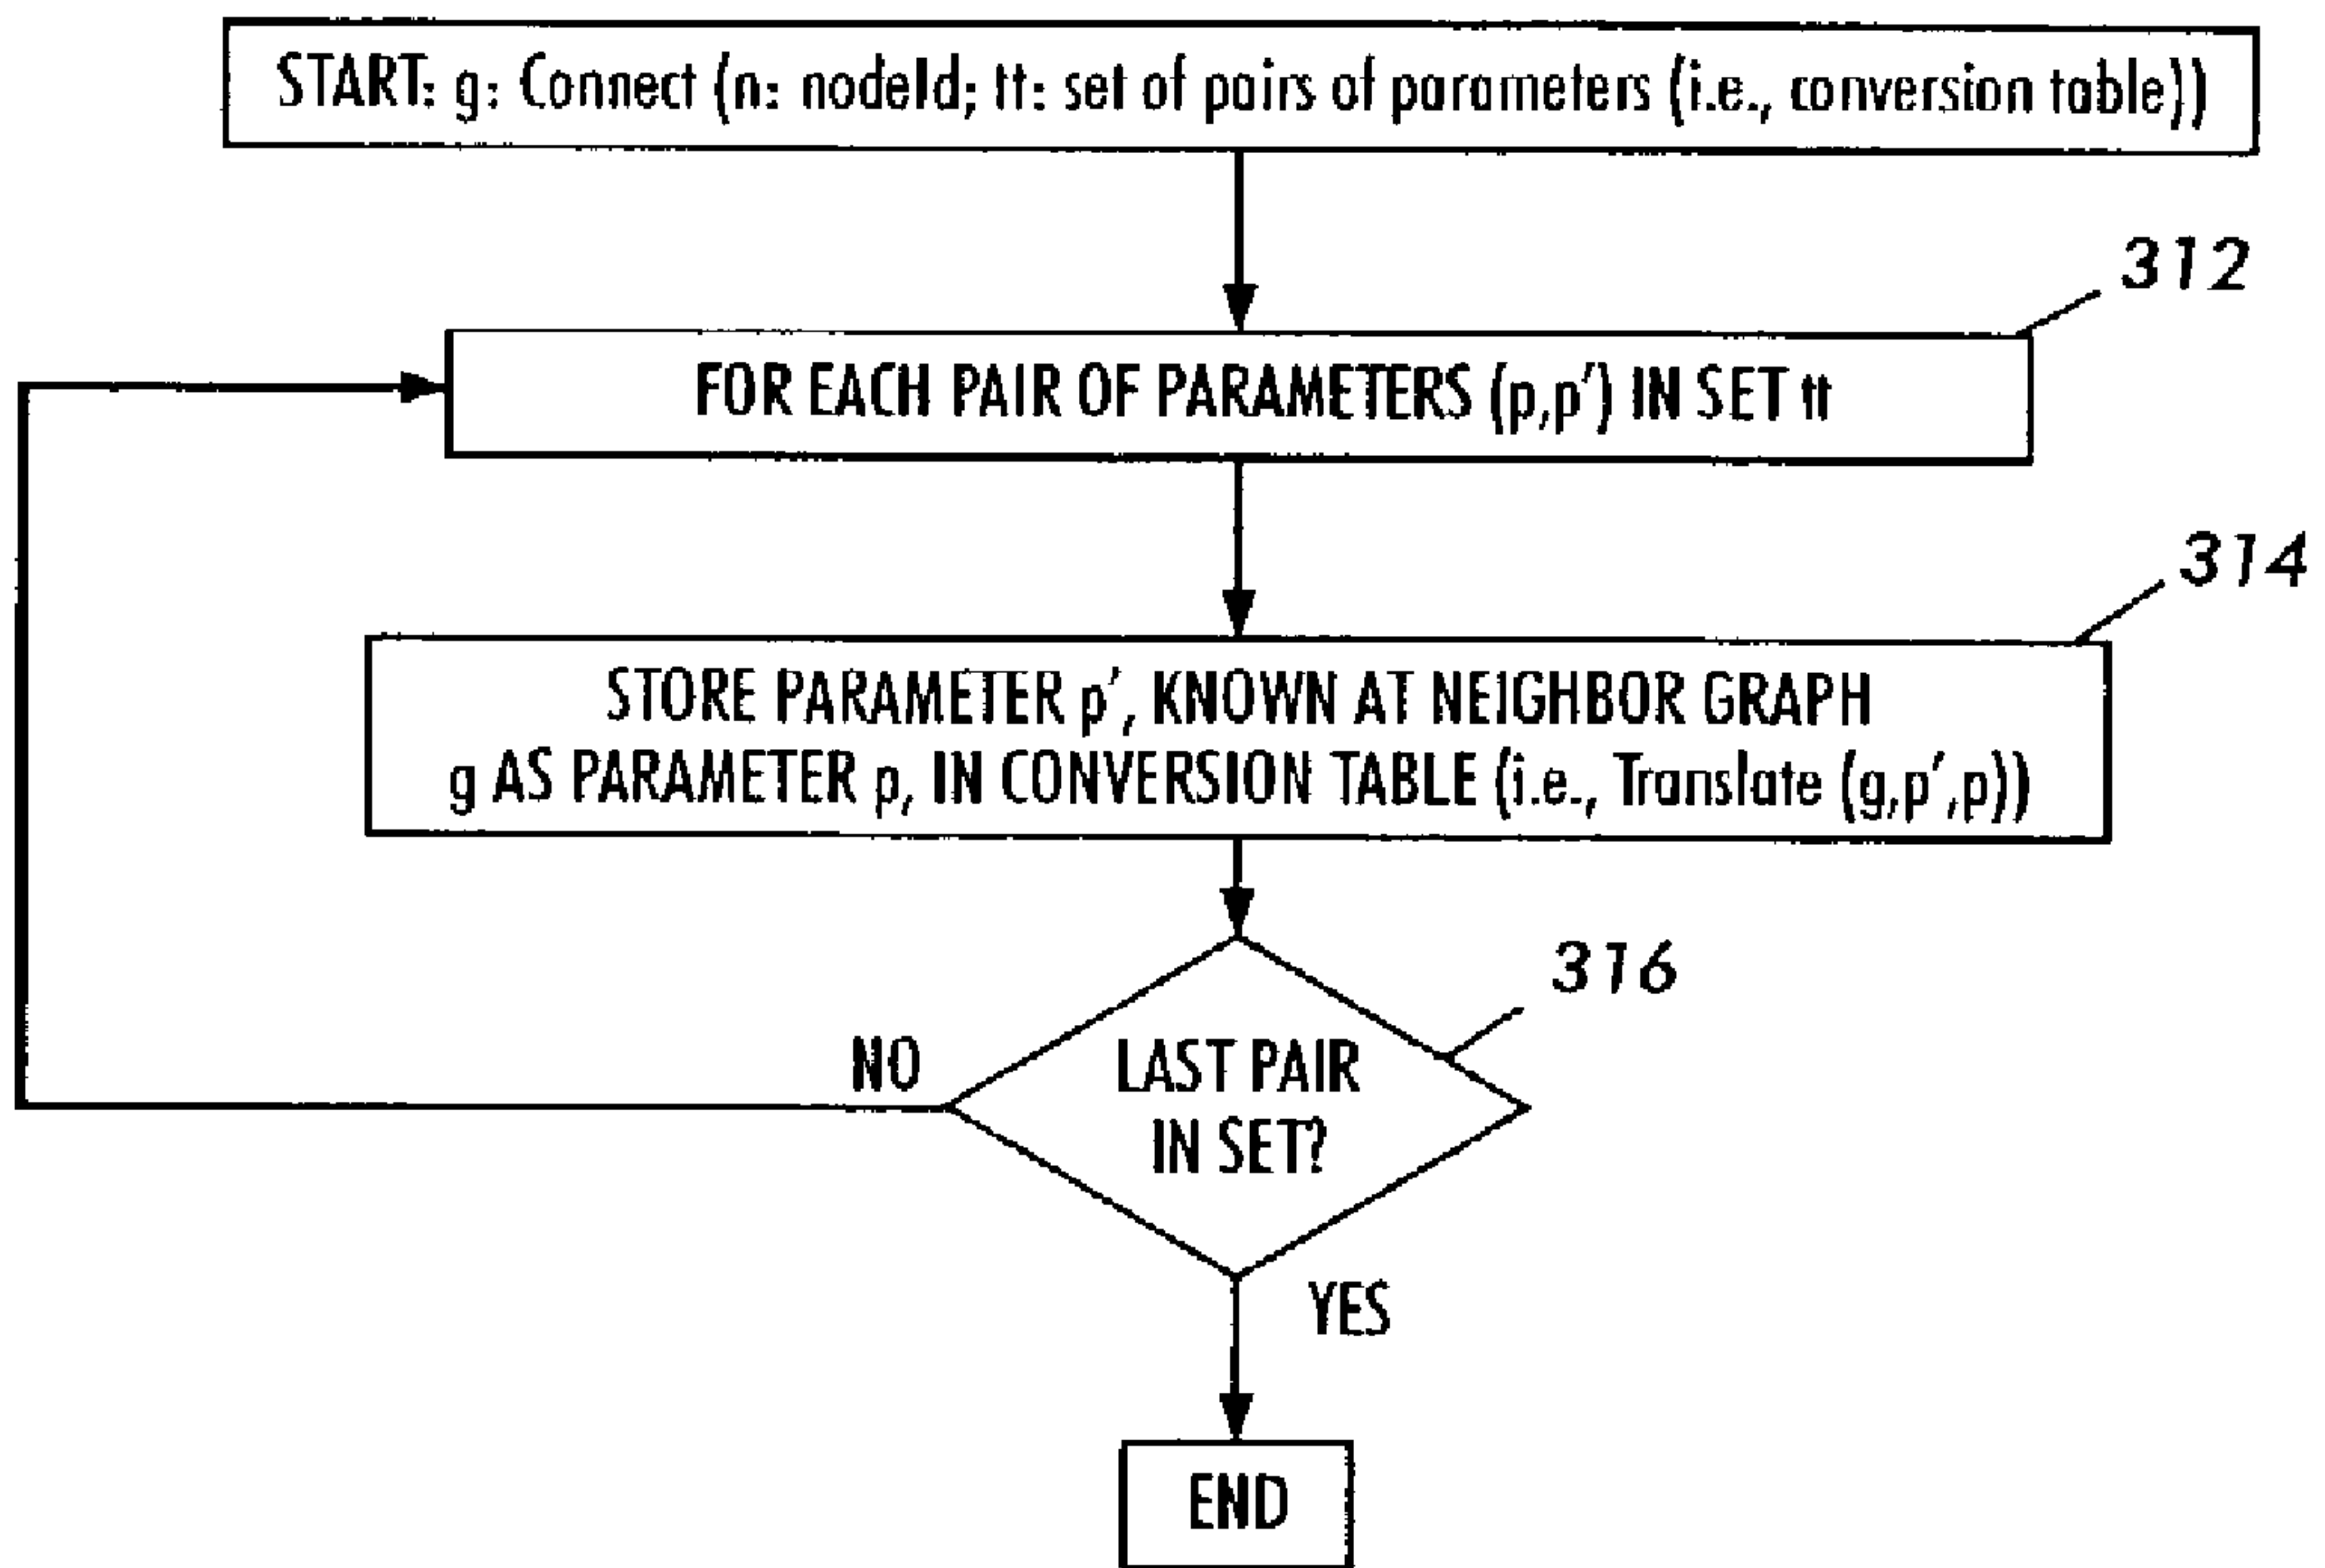 START: g: Connect (n: nodeId; tt: set of pairs of parameters (i.e., conversion table))
312
FOR EACH PAIR OF PARAMETERS (p,p') IN SET tt
314
STORE PARAMETER p', KNOWN AT NEIGHBOR GRAPH
g AS PARAMETER p, IN CONVERSION TABLE (i.e., Translate (g,p',p))
316
NO
LAST PAIR
IN SET?
YES
END